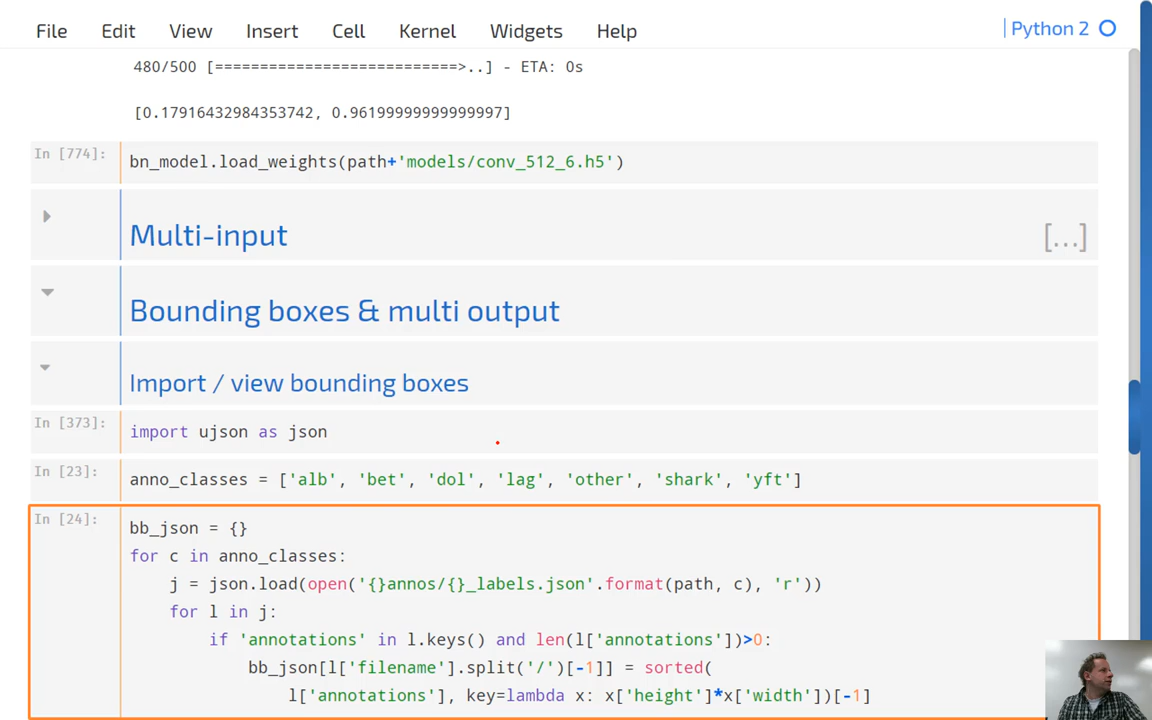 File Edit View Insert Cell Kernel Widgets Help Python 2
480/500 [===========================>..] - ETA: 0s
[0.17916432984353742, 0.96199999999999997]
In [774]: bn_model.load_weights(path+'models/conv_512_6.h5')
Multi-input [...]
Bounding boxes & multi output
Import / view bounding boxes
In [373]: import ujson as json
In [23]: anno_classes = ['alb', 'bet', 'dol', 'lag', 'other', 'shark', 'yft']
In [24]: bb_json = {}
for c in anno_classes:
    j = json.load(open('{}annos/{}_labels.json'.format(path, c), 'r'))
    for l in j:
        if 'annotations' in l.keys() and len(l['annotations'])>0:
            bb_json[l['filename'].split('/')[-1]] = sorted(
                l['annotations'], key=lambda x: x['height']*x['width'])[-1]